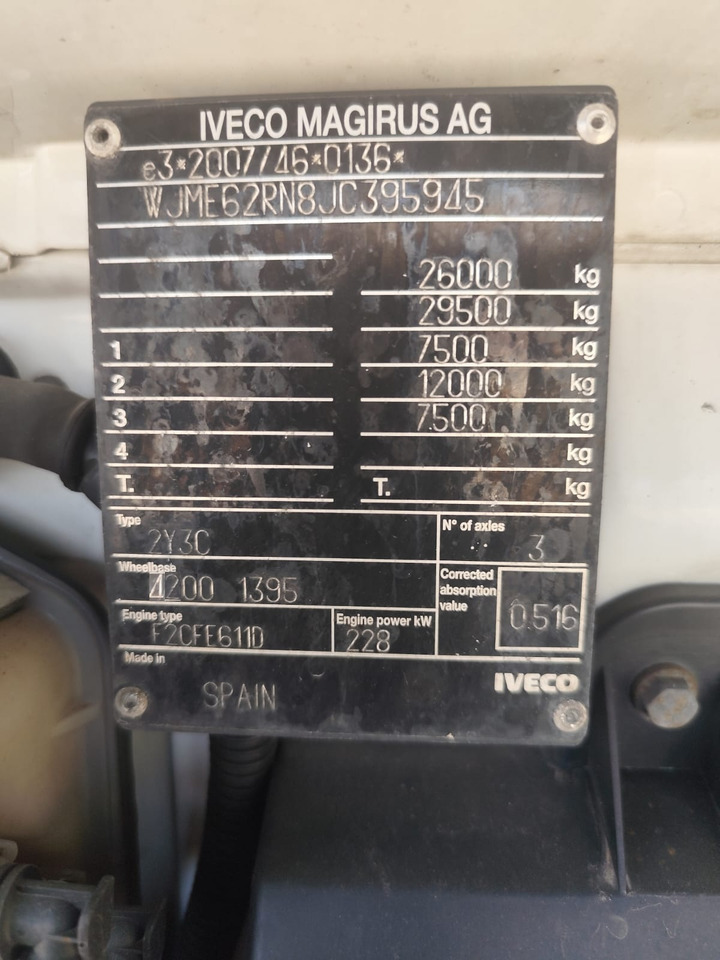 IVECO MAGIRUS AG
e3*2007/46*0136*
WJME62RN8JC395945
26000 kg
29500 kg
1 7500 kg
2 12000 kg
3 7500 kg
4 kg
T. T. kg
Type 2Y3C N° of axles 3
Wheelbase 4200 1395 Corrected absorption value 0.516
Engine type F2CFE611D Engine power kW 228
Made in SPAIN IVECO